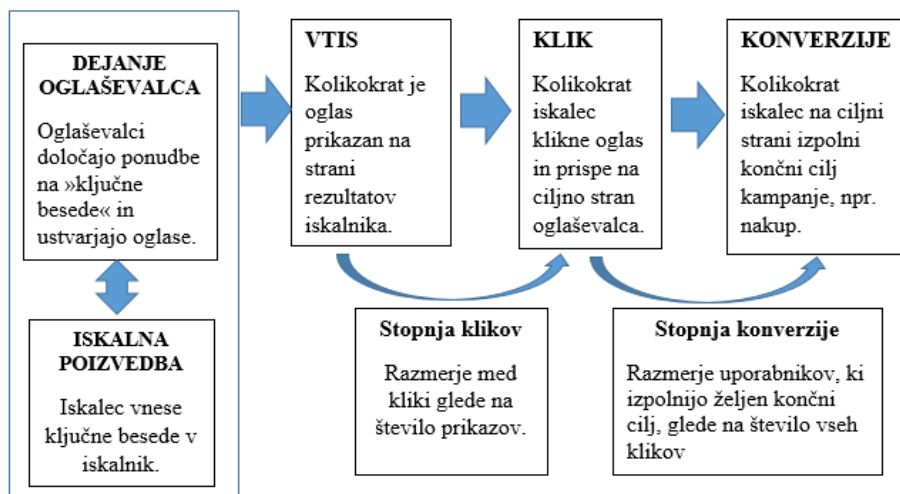 DEJANJE
OGLAŠEVALCA
Oglaševalci
določajo ponudbe
na »ključne
besede« in
ustvarjajo oglase.
ISKALNA
POIZVEDBA
Iskalec vnese
ključne besede v
iskalnik.
VTIS
Kolikokrat je
oglas
prikazan na
strani
rezultatov
iskalnika.
KLIK
Kolikokrat
iskalec
klikne oglas
in prispe na
ciljno stran
oglaševalca.
KONVERZIJE
Kolikokrat
iskalec na ciljni
strani izpolni
končni cilj
kampanje, npr.
nakup.
Stopnja klikov
Razmerje med
kliki glede na
število prikazov.
Stopnja konverzije
Razmerje uporabnikov, ki
izpolnijo željen končni
cilj, glede na število vseh
klikov